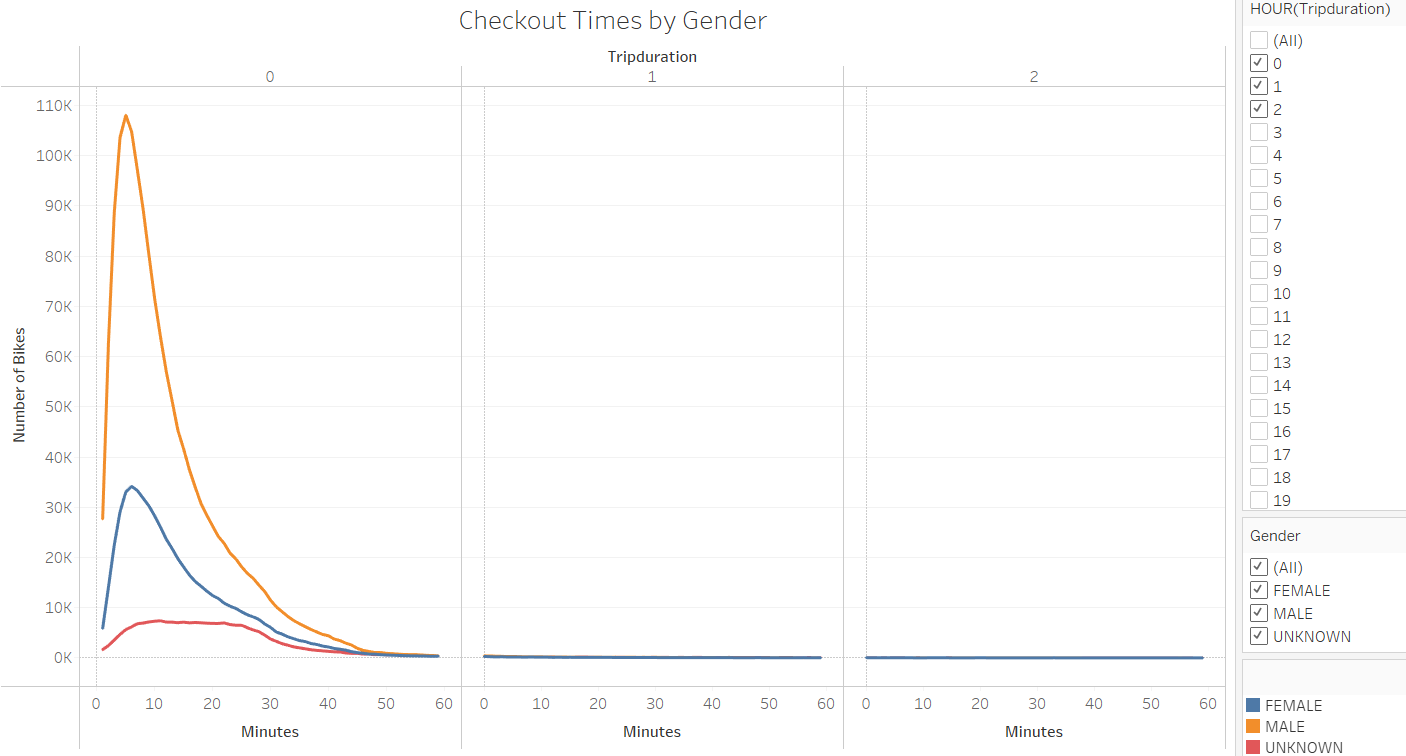 Checkout Times by Gender
Tripduration
0 1 2
110K
100K
90K
80K
70K
60K
50K
40K
30K
20K
10K
0K
Number of Bikes
0 10 20 30 40 50 60 0 10 20 30 40 50 60 0 10 20 30 40 50 60
Minutes Minutes Minutes
HOUR(Tripduration)
(All)
0
1
2
3
4
5
6
7
8
9
10
11
12
13
14
15
16
17
18
19
Gender
(All)
FEMALE
MALE
UNKNOWN
FEMALE
MALE
UNKNOWN